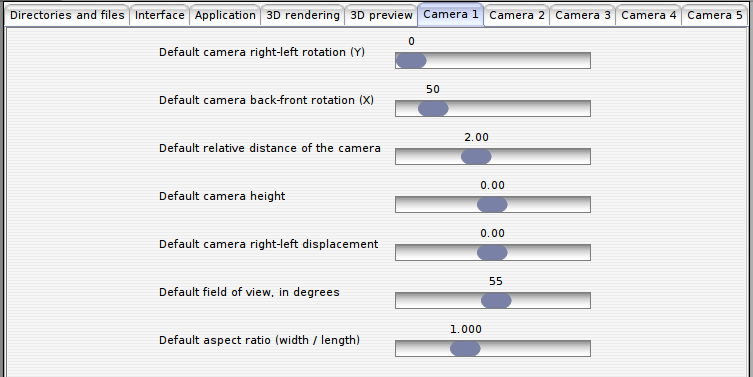 Directories and files Interface Application 3D rendering 3D preview Camera 1 Camera 2 Camera 3 Camera 4 Camera 5
0
Default camera right-left rotation (Y)
50
Default camera back-front rotation (X)
2.00
Default relative distance of the camera
0.00
Default camera height
0.00
Default camera right-left displacement
55
Default field of view, in degrees
1.000
Default aspect ratio (width / length)